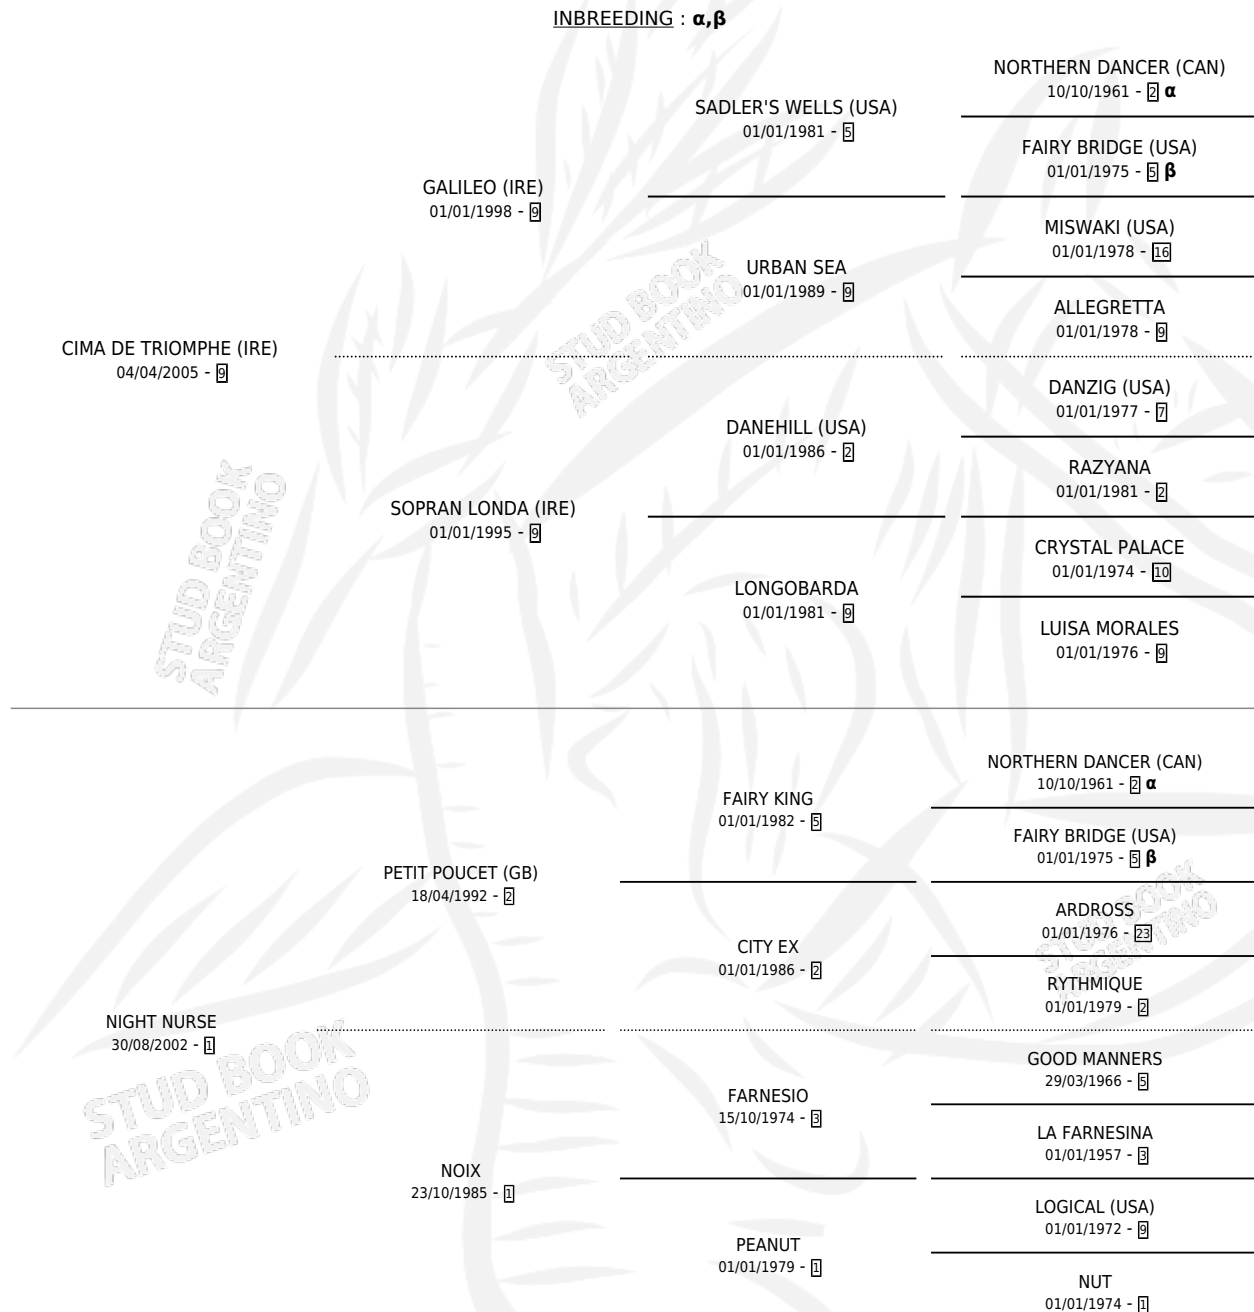 INBREEDING : α,β
NORTHERN DANCER (CAN)
10/10/1961 - 2 α
SADLER'S WELLS (USA)
01/01/1981 - 5
FAIRY BRIDGE (USA)
01/01/1975 - 5 β
GALILEO (IRE)
01/01/1998 - 9
MISWAKI (USA)
01/01/1978 - 16
URBAN SEA
01/01/1989 - 9
ALLEGRETTA
01/01/1978 - 9
CIMA DE TRIOMPHE (IRE)
04/04/2005 - 9
DANZIG (USA)
01/01/1977 - 7
DANEHILL (USA)
01/01/1986 - 2
RAZYANA
01/01/1981 - 2
SOPRAN LONDA (IRE)
01/01/1995 - 9
CRYSTAL PALACE
01/01/1974 - 10
LONGOBARDA
01/01/1981 - 9
LUISA MORALES
01/01/1976 - 9
NORTHERN DANCER (CAN)
10/10/1961 - 2 α
FAIRY KING
01/01/1982 - 5
FAIRY BRIDGE (USA)
01/01/1975 - 5 β
PETIT POUCET (GB)
18/04/1992 - 2
ARDROSS
01/01/1976 - 23
CITY EX
01/01/1986 - 2
RYTHMIQUE
01/01/1979 - 2
NIGHT NURSE
30/08/2002 - 1
GOOD MANNERS
29/03/1966 - 5
FARNESIO
15/10/1974 - 3
LA FARNESINA
01/01/1957 - 3
NOIX
23/10/1985 - 1
LOGICAL (USA)
01/01/1972 - 9
PEANUT
01/01/1979 - 1
NUT
01/01/1974 - 1
STUD BOOK
ARGENTINO
STUD BOOK
ARGENTINO
STUD BOOK
ARGENTINO
STUD BOOK
ARGENTINO